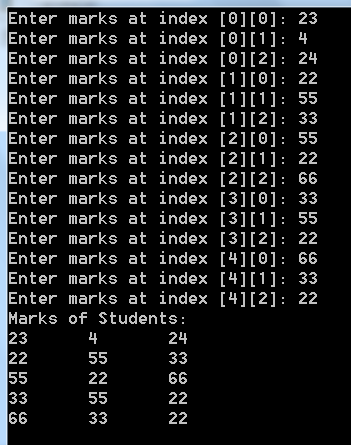 Enter marks at index [0][0]: 23
Enter marks at index [0][1]: 4
Enter marks at index [0][2]: 24
Enter marks at index [1][0]: 22
Enter marks at index [1][1]: 55
Enter marks at index [1][2]: 33
Enter marks at index [2][0]: 55
Enter marks at index [2][1]: 22
Enter marks at index [2][2]: 66
Enter marks at index [3][0]: 33
Enter marks at index [3][1]: 55
Enter marks at index [3][2]: 22
Enter marks at index [4][0]: 66
Enter marks at index [4][1]: 33
Enter marks at index [4][2]: 22
Marks of Students:
23 4 24
22 55 33
55 22 66
33 55 22
66 33 22